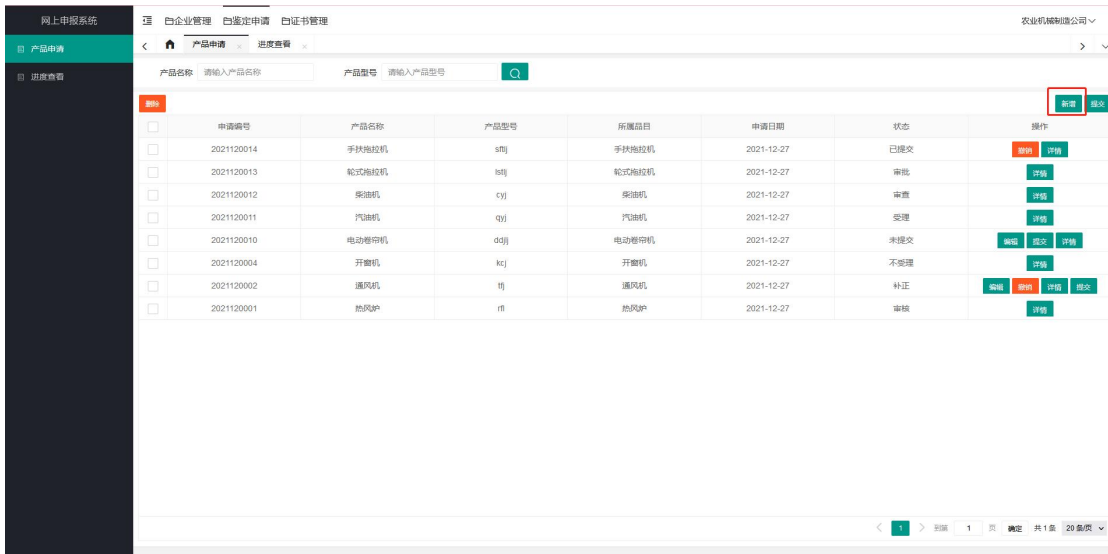 网上申报系统 企业管理 鉴定申请 证书管理 农业机械制造公司
产品申请 产品申请 进度查看
进度查看 产品名称 请输入产品名称 产品型号 请输入产品型号
删除 新增 提交
申请编号 产品名称 产品型号 所属品目 申请日期 状态 操作
2021120014 手扶拖拉机 sftlj 手扶拖拉机 2021-12-27 已提交 撤销 详情
2021120013 轮式拖拉机 lstlj 轮式拖拉机 2021-12-27 审批 详情
2021120012 柴油机 cyj 柴油机 2021-12-27 审查 详情
2021120011 汽油机 qyj 汽油机 2021-12-27 受理 详情
2021120010 电动卷帘机 ddjlj 电动卷帘机 2021-12-27 未提交 编辑 提交 详情
2021120004 开窗机 kcj 开窗机 2021-12-27 不受理 详情
2021120002 通风机 tfj 通风机 2021-12-27 补正 编辑 撤销 详情 提交
2021120001 热风炉 rfl 热风炉 2021-12-27 审核 详情
1 到第 1 页 确定 共1条 20条/页